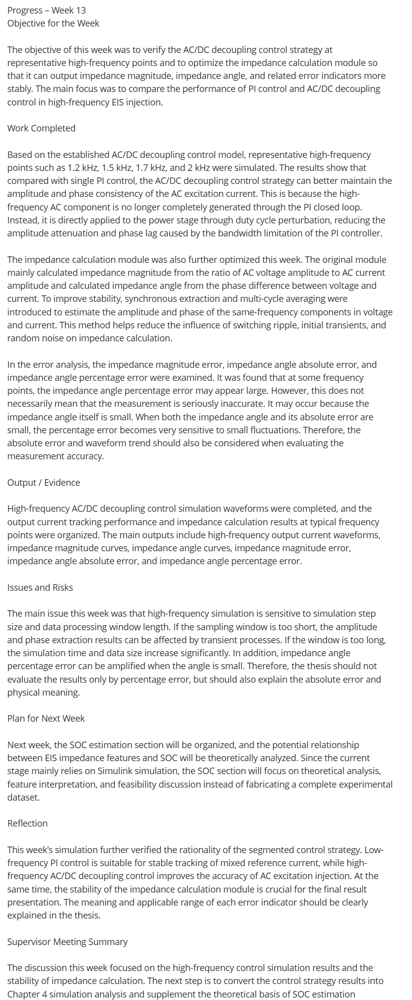 Progress – Week 13
Objective for the Week
The objective of this week was to verify the AC/DC decoupling control strategy at
representative high-frequency points and to optimize the impedance calculation module so
that it can output impedance magnitude, impedance angle, and related error indicators more
stably. The main focus was to compare the performance of PI control and AC/DC decoupling
control in high-frequency EIS injection.
Work Completed
Based on the established AC/DC decoupling control model, representative high-frequency
points such as 1.2 kHz, 1.5 kHz, 1.7 kHz, and 2 kHz were simulated. The results show that
compared with single PI control, the AC/DC decoupling control strategy can better maintain the
amplitude and phase consistency of the AC excitation current. This is because the high-
frequency AC component is no longer completely generated through the PI closed loop.
Instead, it is directly applied to the power stage through duty cycle perturbation, reducing the
amplitude attenuation and phase lag caused by the bandwidth limitation of the PI controller.
The impedance calculation module was also further optimized this week. The original module
mainly calculated impedance magnitude from the ratio of AC voltage amplitude to AC current
amplitude and calculated impedance angle from the phase difference between voltage and
current. To improve stability, synchronous extraction and multi-cycle averaging were
introduced to estimate the amplitude and phase of the same-frequency components in voltage
and current. This method helps reduce the influence of switching ripple, initial transients, and
random noise on impedance calculation.
In the error analysis, the impedance magnitude error, impedance angle absolute error, and
impedance angle percentage error were examined. It was found that at some frequency
points, the impedance angle percentage error may appear large. However, this does not
necessarily mean that the measurement is seriously inaccurate. It may occur because the
impedance angle itself is small. When both the impedance angle and its absolute error are
small, the percentage error becomes very sensitive to small fluctuations. Therefore, the
absolute error and waveform trend should also be considered when evaluating the
measurement accuracy.
Output / Evidence
High-frequency AC/DC decoupling control simulation waveforms were completed, and the
output current tracking performance and impedance calculation results at typical frequency
points were organized. The main outputs include high-frequency output current waveforms,
impedance magnitude curves, impedance angle curves, impedance magnitude error,
impedance angle absolute error, and impedance angle percentage error.
Issues and Risks
The main issue this week was that high-frequency simulation is sensitive to simulation step
size and data processing window length. If the sampling window is too short, the amplitude
and phase extraction results can be affected by transient processes. If the window is too long,
the simulation time and data size increase significantly. In addition, impedance angle
percentage error can be amplified when the angle is small. Therefore, the thesis should not
evaluate the results only by percentage error, but should also explain the absolute error and
physical meaning.
Plan for Next Week
Next week, the SOC estimation section will be organized, and the potential relationship
between EIS impedance features and SOC will be theoretically analyzed. Since the current
stage mainly relies on Simulink simulation, the SOC section will focus on theoretical analysis,
feature interpretation, and feasibility discussion instead of fabricating a complete experimental
dataset.
Reflection
This week’s simulation further verified the rationality of the segmented control strategy. Low-
frequency PI control is suitable for stable tracking of mixed reference current, while high-
frequency AC/DC decoupling control improves the accuracy of AC excitation injection. At the
same time, the stability of the impedance calculation module is crucial for the final result
presentation. The meaning and applicable range of each error indicator should be clearly
explained in the thesis.
Supervisor Meeting Summary
The discussion this week focused on the high-frequency control simulation results and the
stability of impedance calculation. The next step is to convert the control strategy results into
Chapter 4 simulation analysis and supplement the theoretical basis of SOC estimation